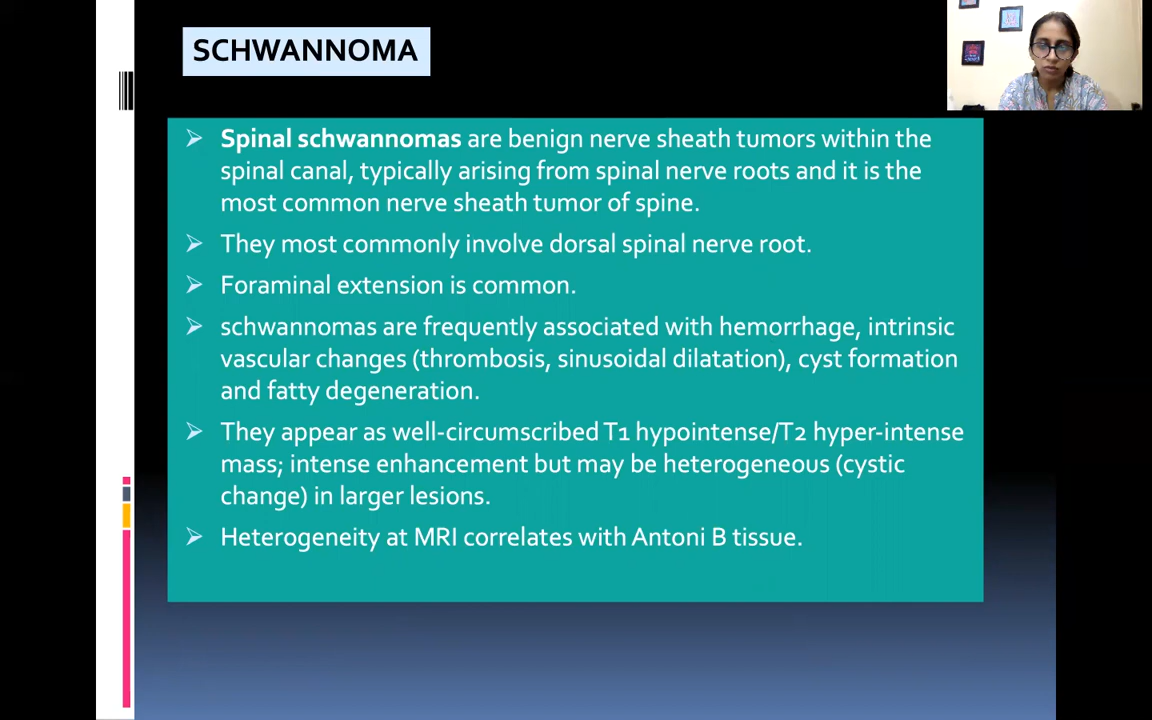 SCHWANNOMA
Spinal schwannomas are benign nerve sheath tumors within the
spinal canal, typically arising from spinal nerve roots and it is the
most common nerve sheath tumor of spine.
They most commonly involve dorsal spinal nerve root.
Foraminal extension is common.
schwannomas are frequently associated with hemorrhage, intrinsic
vascular changes (thrombosis, sinusoidal dilatation), cyst formation
and fatty degeneration.
They appear as well-circumscribed T1 hypointense/T2 hyper-intense
mass; intense enhancement but may be heterogeneous (cystic
change) in larger lesions.
Heterogeneity at MRI correlates with Antoni B tissue.